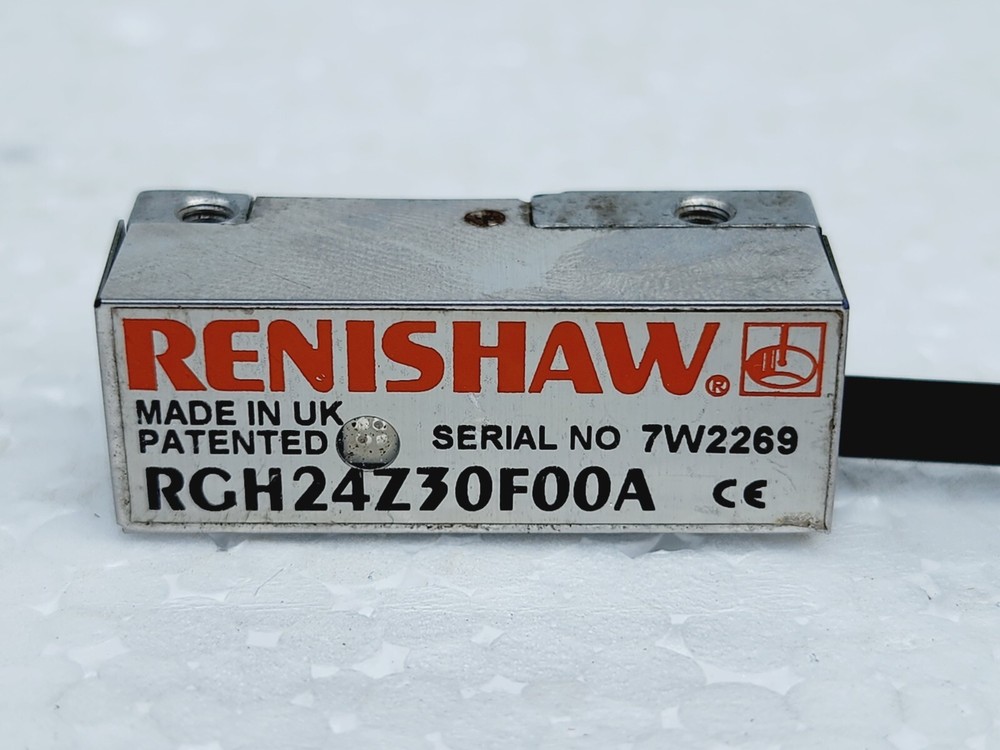 RENISHAW®
MADE IN UK
PATENTED SERIAL NO 7W2269
RGH24Z30F00A CE